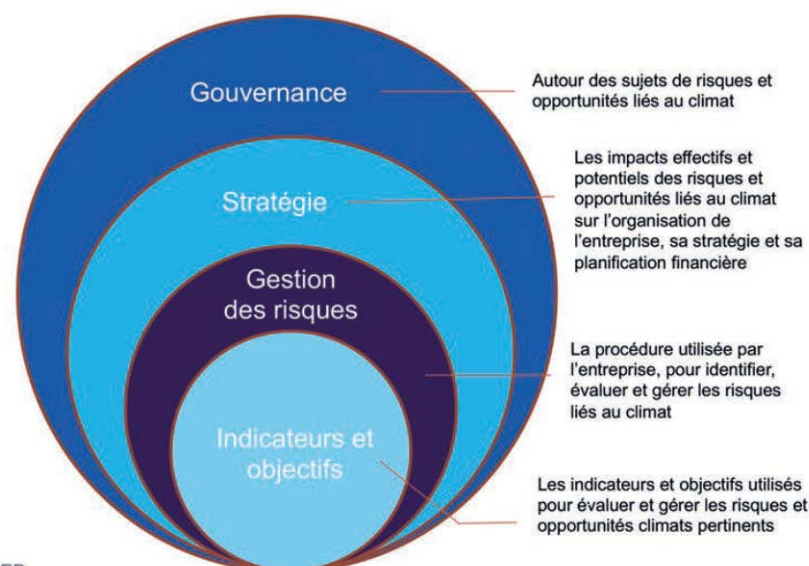 Gouvernance
Autour des sujets de risques et
opportunités liés au climat
Stratégie
Les impacts effectifs et
potentiels des risques et
opportunités liés au climat
sur l'organisation de
l'entreprise, sa stratégie et sa
planification financière
Gestion
des risques
La procédure utilisée par
l'entreprise, pour identifier,
évaluer et gérer les risques
liés au climat
Indicateurs et
objectifs
Les indicateurs et objectifs utilisés
pour évaluer et gérer les risques et
opportunités climats pertinents